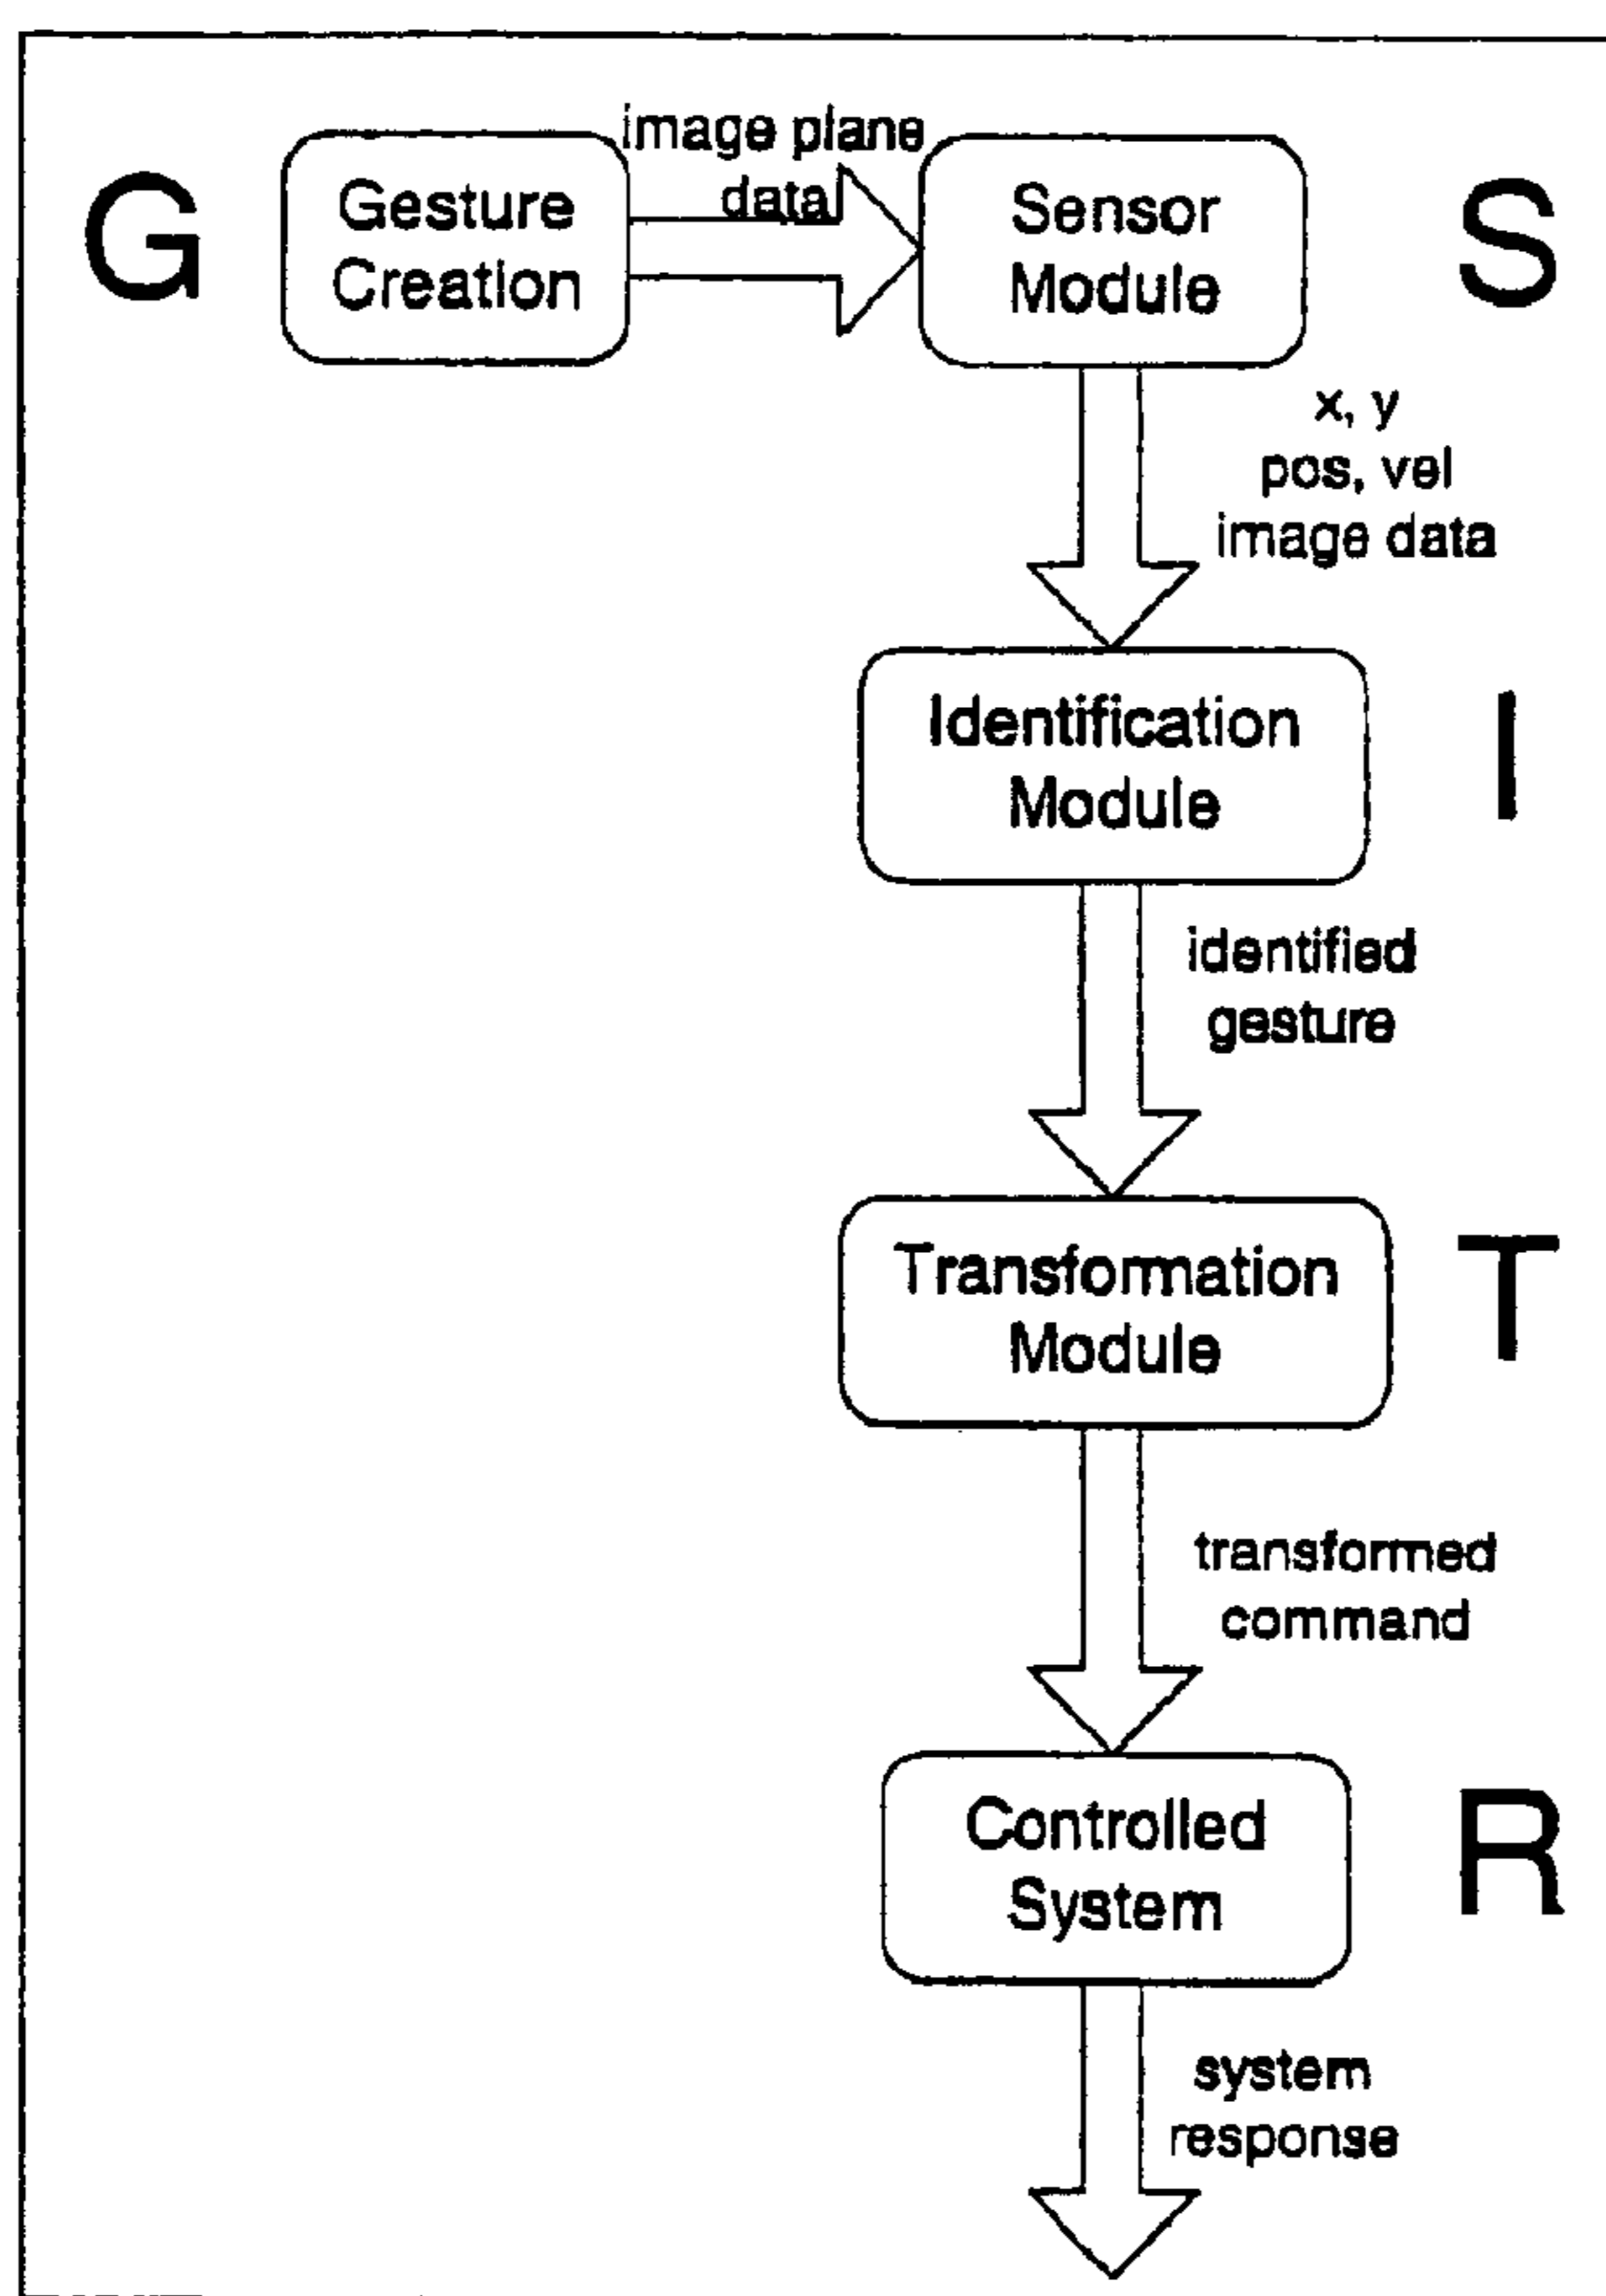 G
Gesture
Creation
image plane
data
Sensor
Module
S
x, y
pos, vel
image data
Identification
Module
I
identified
gesture
Transformation
Module
T
transformed
command
Controlled
System
R
system
response